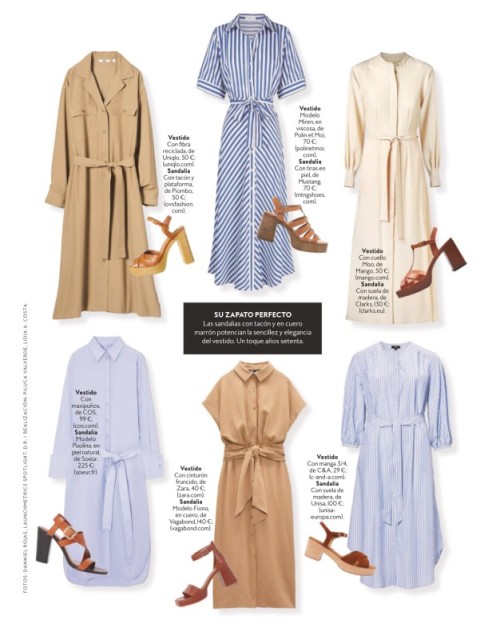 Vestido
Con fibra
reciclada, de
Uniqlo, 50 €;
(uniqlo.com).
Sandalia
Con tacón y
plataforma,
de Piombo,
50 €;
(ovsfashion.
com).
Vestido
Modelo
Miren, en
viscosa, de
Polín et Moi,
70 €;
(polinetmoi.
com).
Sandalia
Con tiras en
piel, de
Mustang,
70 €;
(mtngshoes.
com).
Vestido
Con cuello
Mao, de
Mango, 50 €;
(mango.com).
Sandalia
Con suela de
madera, de
Clarks, 130 €;
(clarks.eu).
SU ZAPATO PERFECTO
Las sandalias con tacón y en cuero
marrón potencian la sencillez y elegancia
del vestido. Un toque años setenta.
Vestido
Con
maxipuños,
de COS,
99 €;
(cos.com).
Sandalia
Modelo
Paolina, en
piel natural,
de Soeur,
225 €;
(soeur.fr).
Vestido
Con cinturón
fruncido, de
Zara, 40 €;
(zara.com).
Sandalia
Modelo Fiona,
en cuero, de
Vagabond, 140 €;
(vagabond.com).
Vestido
Con manga 3/4,
de C&A, 29 €;
(c-and-a.com).
Sandalia
Con suela de
madera, de
Unisa, 100 €;
(unisa-
europa.com).
FOTOS: DANNIEL ROJAS, LAUNCHMETRICS SPOTLIGHT, D.R. / REALIZACIÓN: PILUCA VALVERDE, LIDIA A. COSTA.